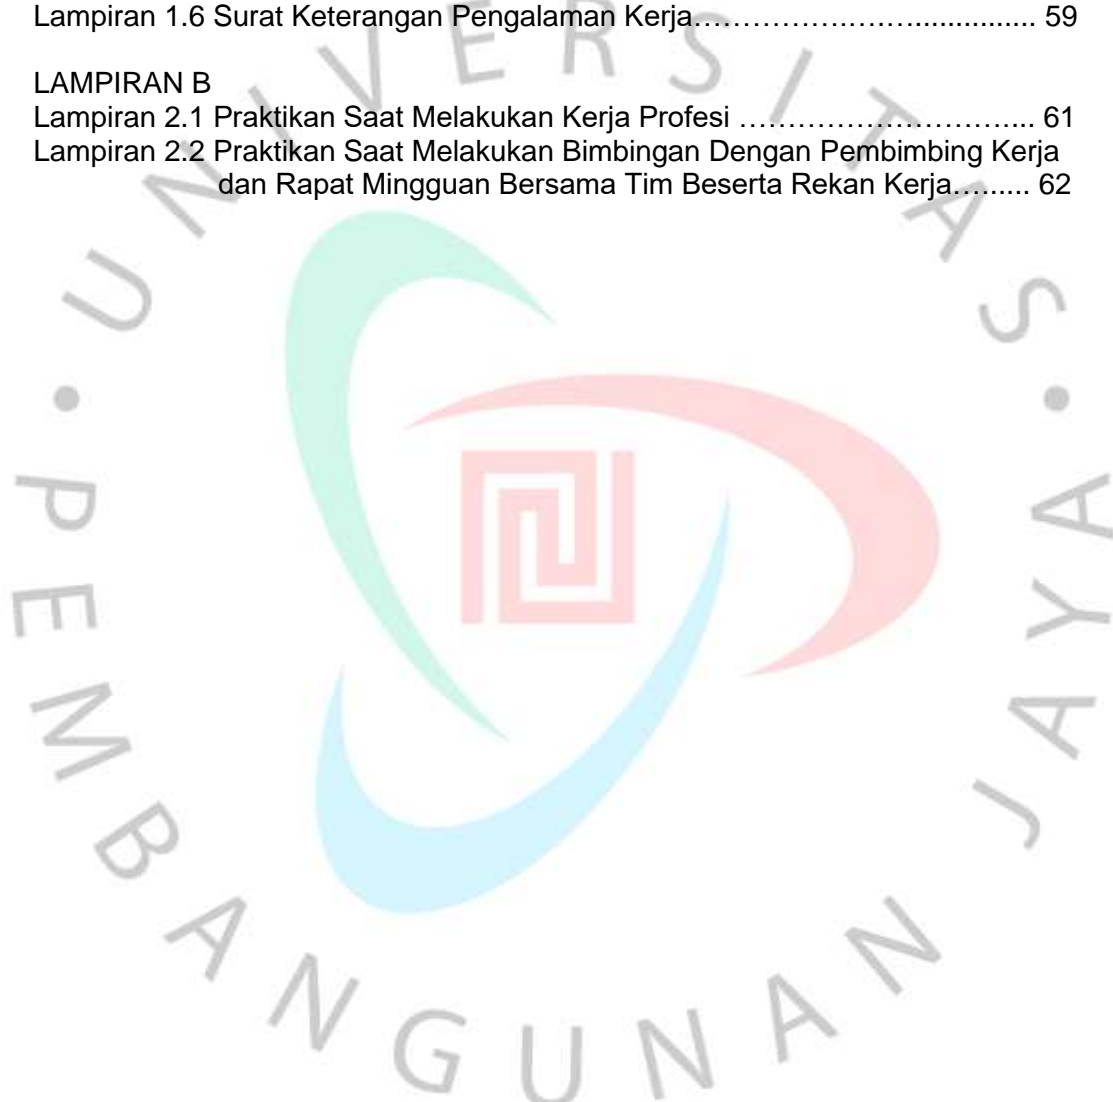 Lampiran 1.6 Surat Keterangan Pengalaman Kerja……………………............... 59
LAMPIRAN B
Lampiran 2.1 Praktikan Saat Melakukan Kerja Profesi ………………………….... 61
Lampiran 2.2 Praktikan Saat Melakukan Bimbingan Dengan Pembimbing Kerja
dan Rapat Mingguan Bersama Tim Beserta Rekan Kerja…...... 62
UNIVERSITAS • PEMBANGUNAN JAYA •